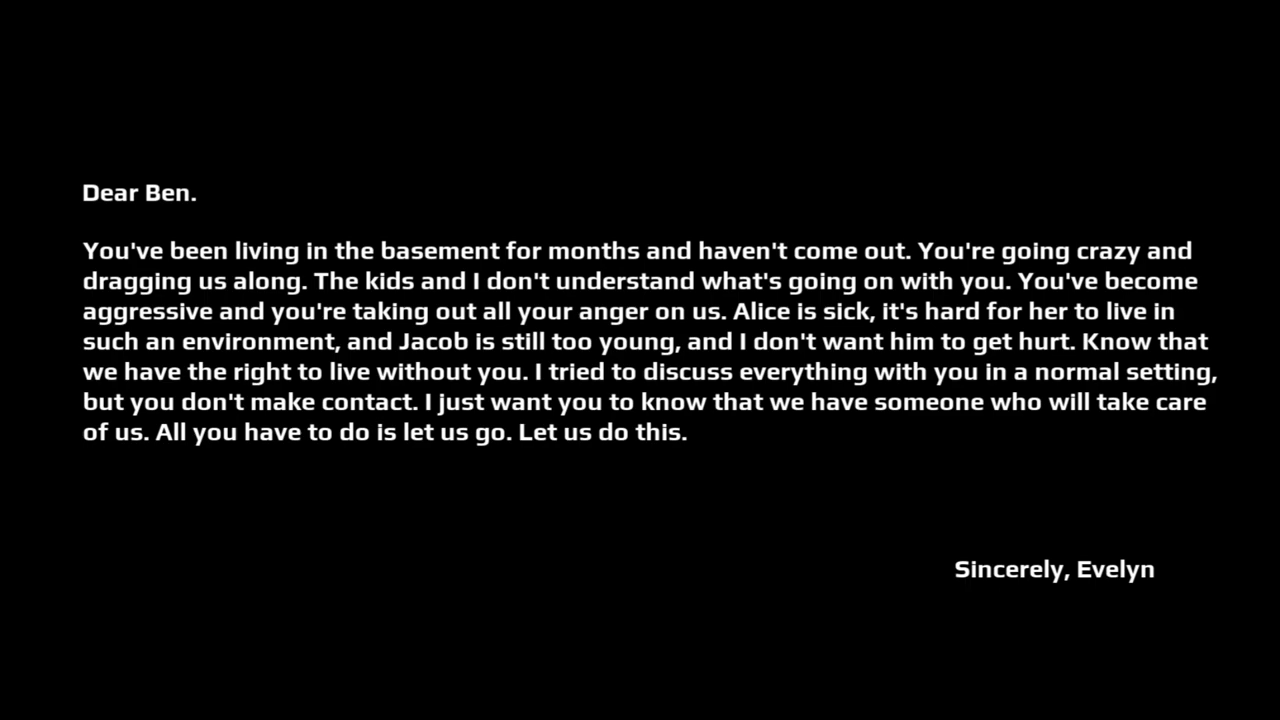 Dear Ben.
You've been living in the basement for months and haven't come out. You're going crazy and
dragging us along. The kids and I don't understand what's going on with you. You've become
aggressive and you're taking out all your anger on us. Alice is sick, it's hard for her to live in
such an environment, and Jacob is still too young, and I don't want him to get hurt. Know that
we have the right to live without you. I tried to discuss everything with you in a normal setting,
but you don't make contact. I just want you to know that we have someone who will take care
of us. All you have to do is let us go. Let us do this.
Sincerely, Evelyn